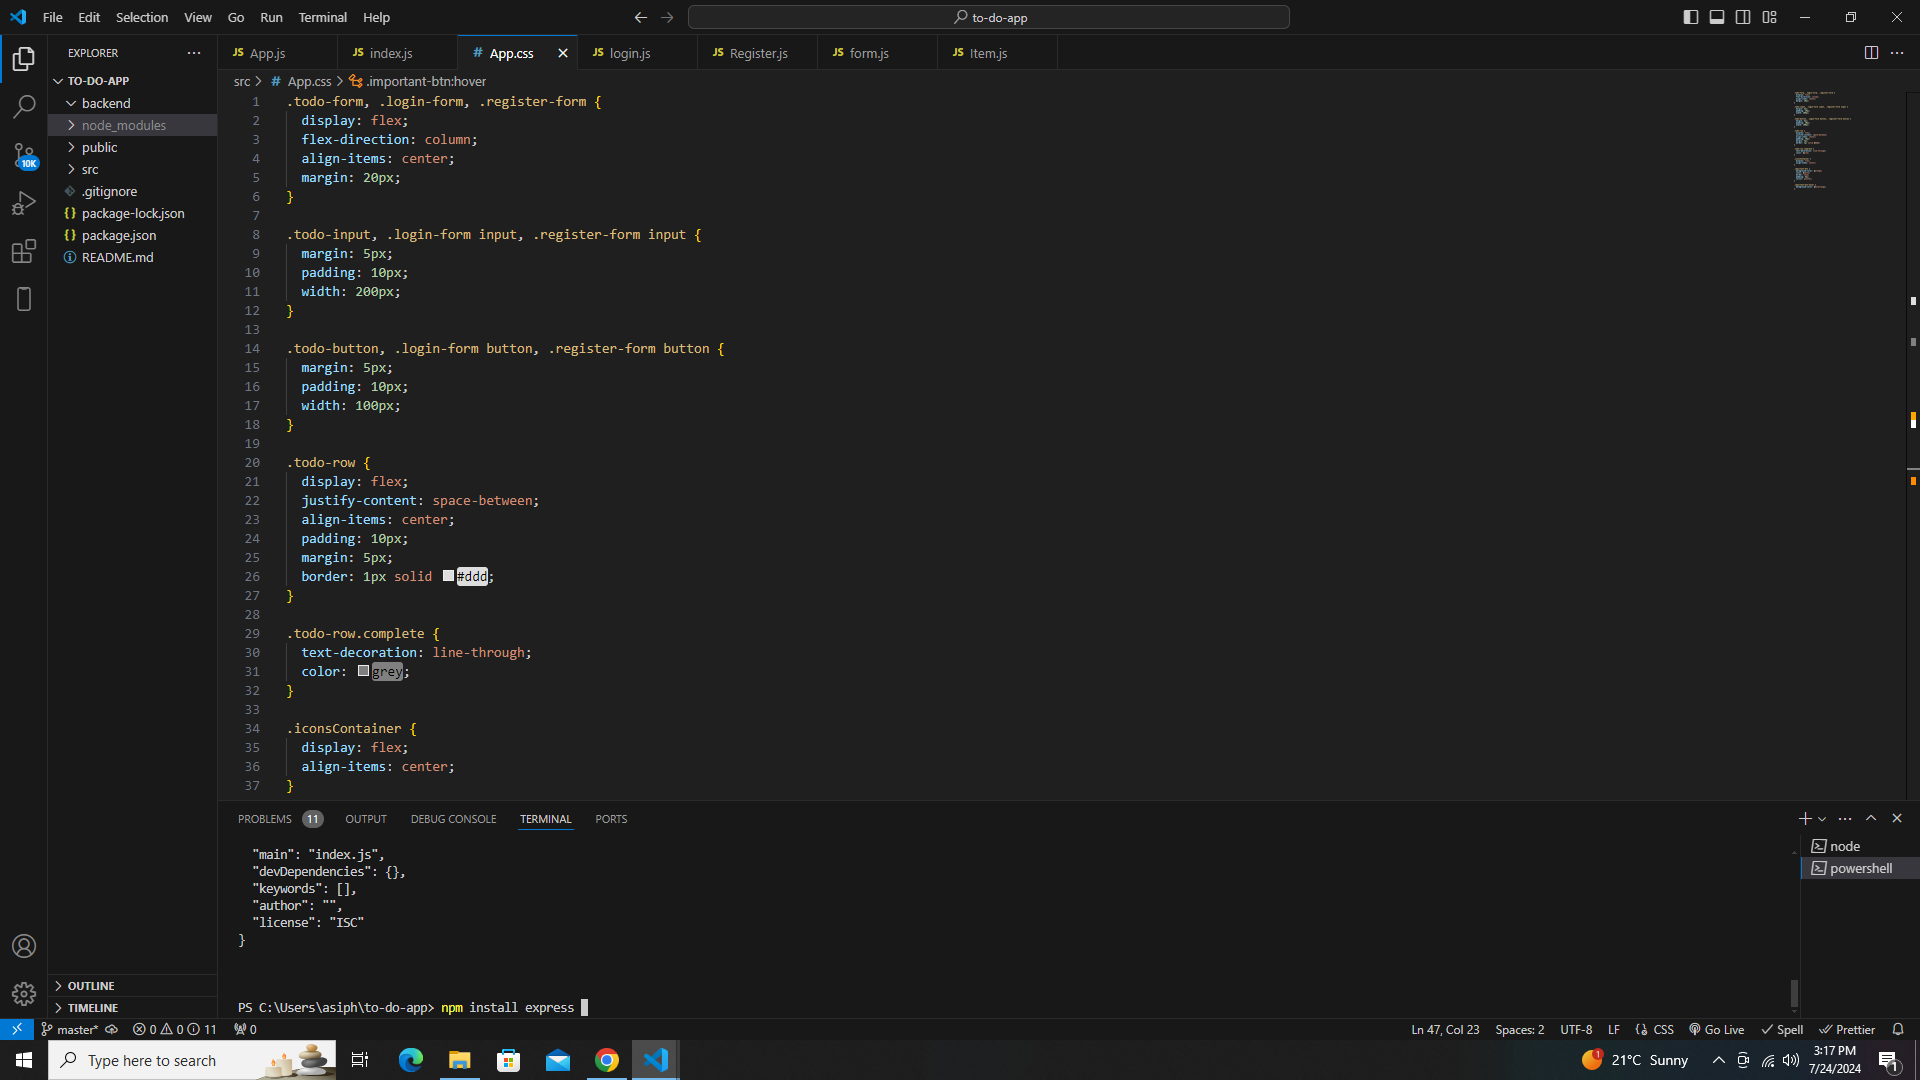 File Edit Selection View Go Run Terminal Help
to-do-app
EXPLORER
JS App.js
JS index.js
# App.css
JS login.js
JS Register.js
JS form.js
JS Item.js
TO-DO-APP
backend
node_modules
public
src
.gitignore
{} package-lock.json
{} package.json
README.md
10K
OUTLINE
TIMELINE
src > # App.css > .important-btn:hover
1 .todo-form, .login-form, .register-form {
2 display: flex;
3 flex-direction: column;
4 align-items: center;
5 margin: 20px;
6 }
7
8 .todo-input, .login-form input, .register-form input {
9 margin: 5px;
10 padding: 10px;
11 width: 200px;
12 }
13
14 .todo-button, .login-form button, .register-form button {
15 margin: 5px;
16 padding: 10px;
17 width: 100px;
18 }
19
20 .todo-row {
21 display: flex;
22 justify-content: space-between;
23 align-items: center;
24 padding: 10px;
25 margin: 5px;
26 border: 1px solid #ddd;
27 }
28
29 .todo-row.complete {
30 text-decoration: line-through;
31 color: grey;
32 }
33
34 .iconsContainer {
35 display: flex;
36 align-items: center;
37 }
PROBLEMS 11 OUTPUT DEBUG CONSOLE TERMINAL PORTS
"main": "index.js",
"devDependencies": {},
"keywords": [],
"author": "",
"license": "ISC"
}
PS C:\Users\asiph\to-do-app> npm install express
node
powershell
master* 0 0 11 0
Ln 47, Col 23 Spaces: 2 UTF-8 LF {} CSS Go Live Spell Prettier
Type here to search
1 21°C Sunny
3:17 PM
7/24/2024
1